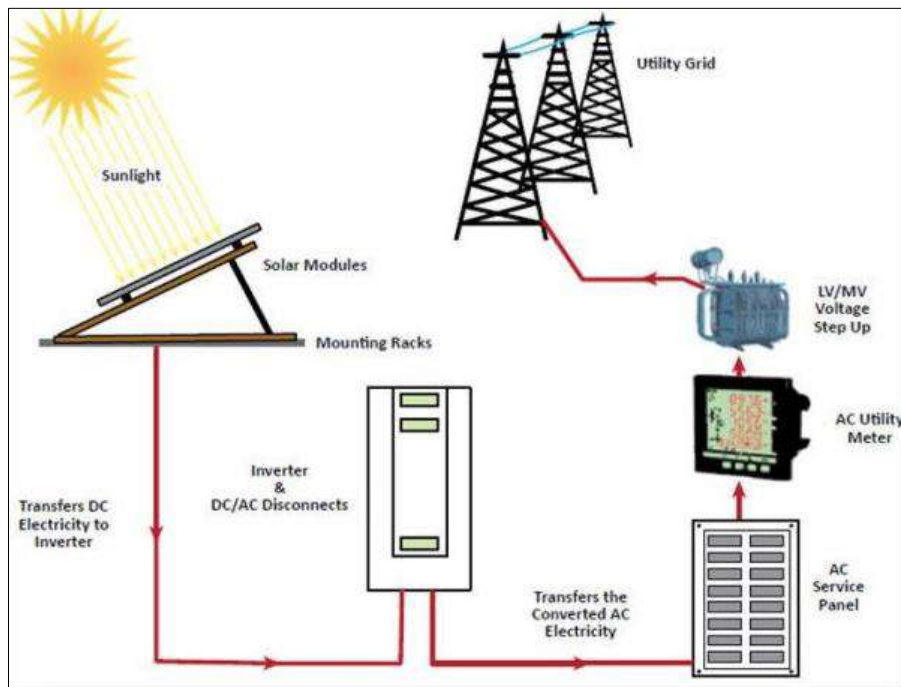 Utility Grid
Sunlight
Solar Modules
Mounting Racks
LV/MV
Voltage
Step Up
AC Utility
Meter
Inverter
&
DC/AC Disconnects
Transfers DC
Electricity to
Inverter
AC
Service
Panel
Transfers the
Converted AC
Electricity